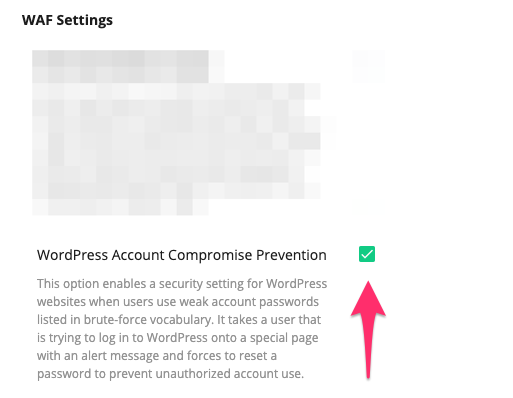 WAF Settings
WordPress Account Compromise Prevention
This option enables a security setting for WordPress
websites when users use weak account passwords
listed in brute-force vocabulary. It takes a user that
is trying to log in to WordPress onto a special page
with an alert message and forces to reset a
password to prevent unauthorized account use.